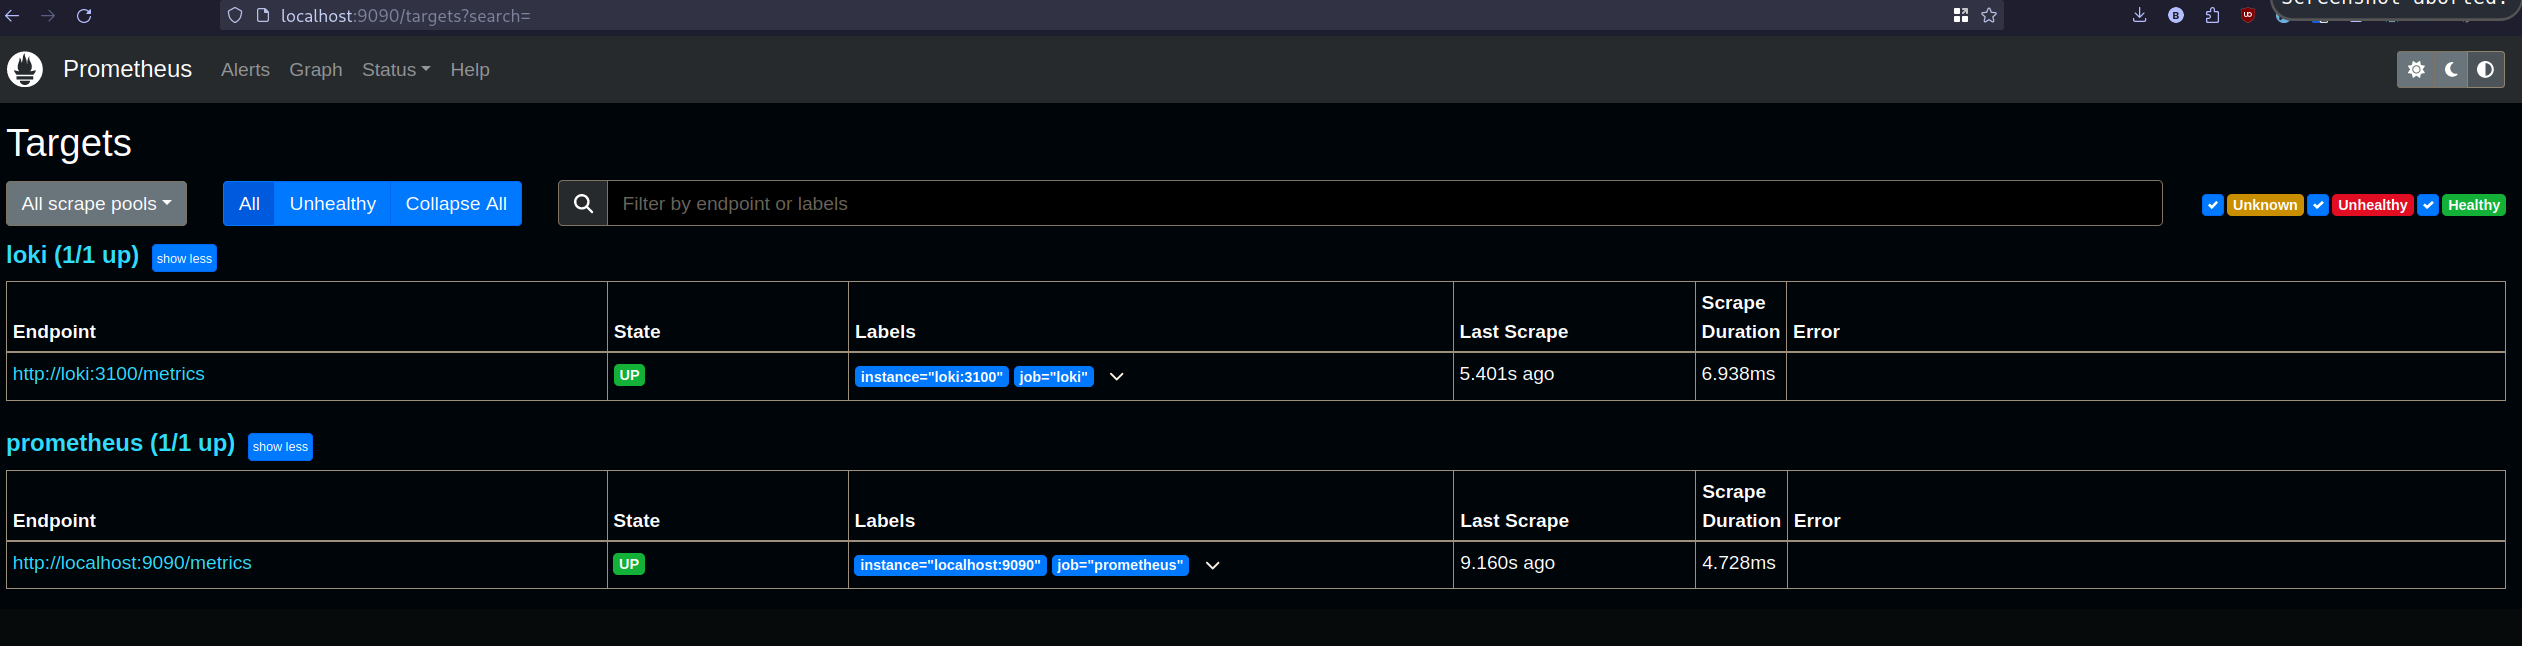 localhost:9090/targets?search=
Screenshot aborted.
Prometheus Alerts Graph Status Help
Targets
All scrape pools All Unhealthy Collapse All Filter by endpoint or labels Unknown Unhealthy Healthy
loki (1/1 up) show less
Endpoint State Labels Last Scrape Scrape Duration Error
http://loki:3100/metrics UP instance="loki:3100" job="loki" 5.401s ago 6.938ms
prometheus (1/1 up) show less
Endpoint State Labels Last Scrape Scrape Duration Error
http://localhost:9090/metrics UP instance="localhost:9090" job="prometheus" 9.160s ago 4.728ms